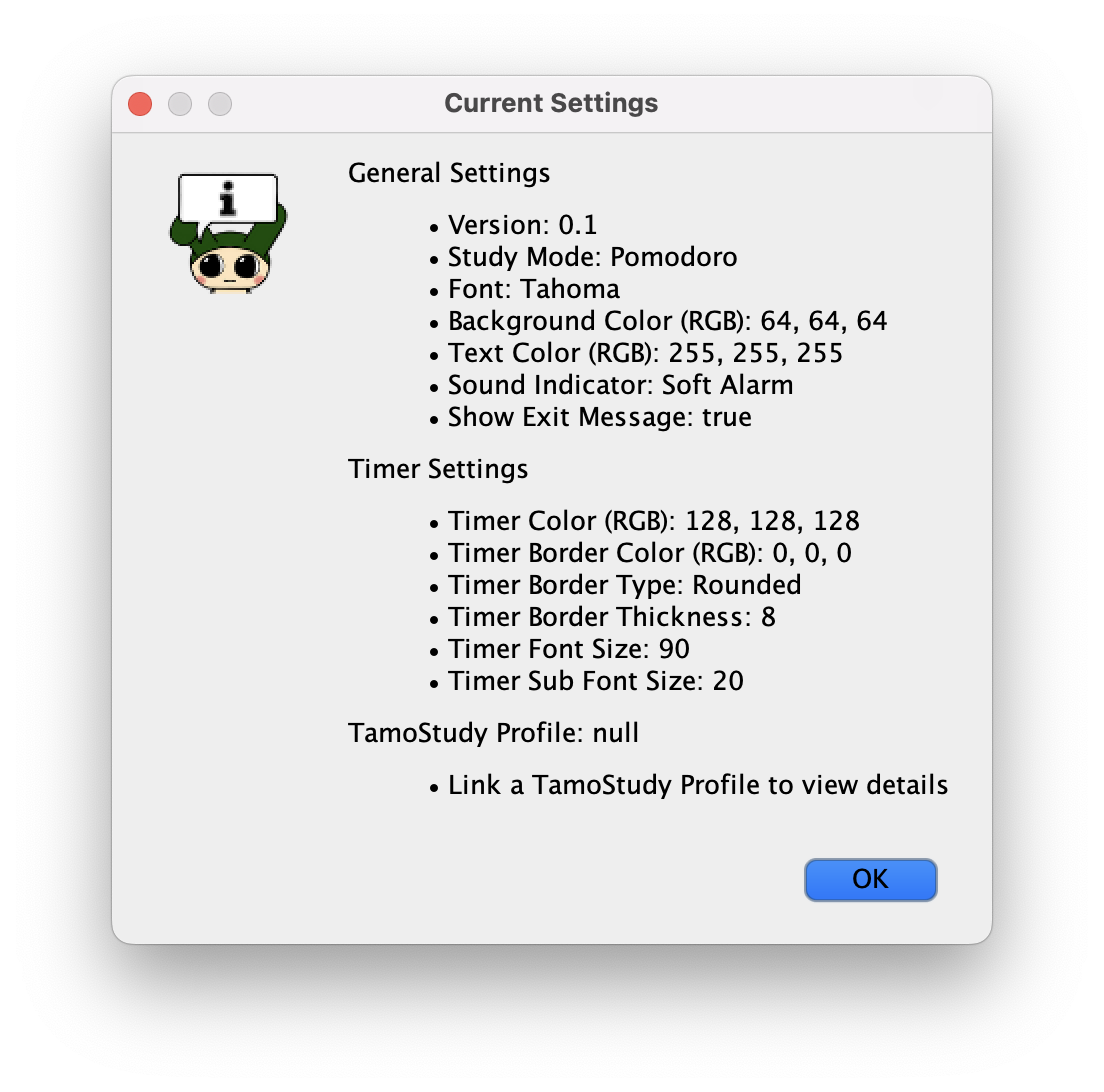 Current Settings
i
General Settings
• Version: 0.1
• Study Mode: Pomodoro
• Font: Tahoma
• Background Color (RGB): 64, 64, 64
• Text Color (RGB): 255, 255, 255
• Sound Indicator: Soft Alarm
• Show Exit Message: true
Timer Settings
• Timer Color (RGB): 128, 128, 128
• Timer Border Color (RGB): 0, 0, 0
• Timer Border Type: Rounded
• Timer Border Thickness: 8
• Timer Font Size: 90
• Timer Sub Font Size: 20
TamoStudy Profile: null
• Link a TamoStudy Profile to view details
OK